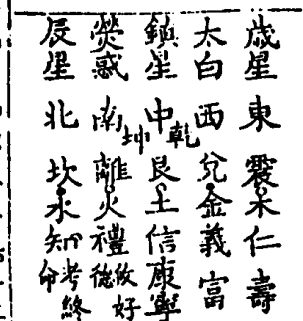 歲星東震木仁壽
太白西兌金義富
乾
鎮星中艮土信康寧
坤
熒惑南離火禮攸好德
辰星北坎水知考終命